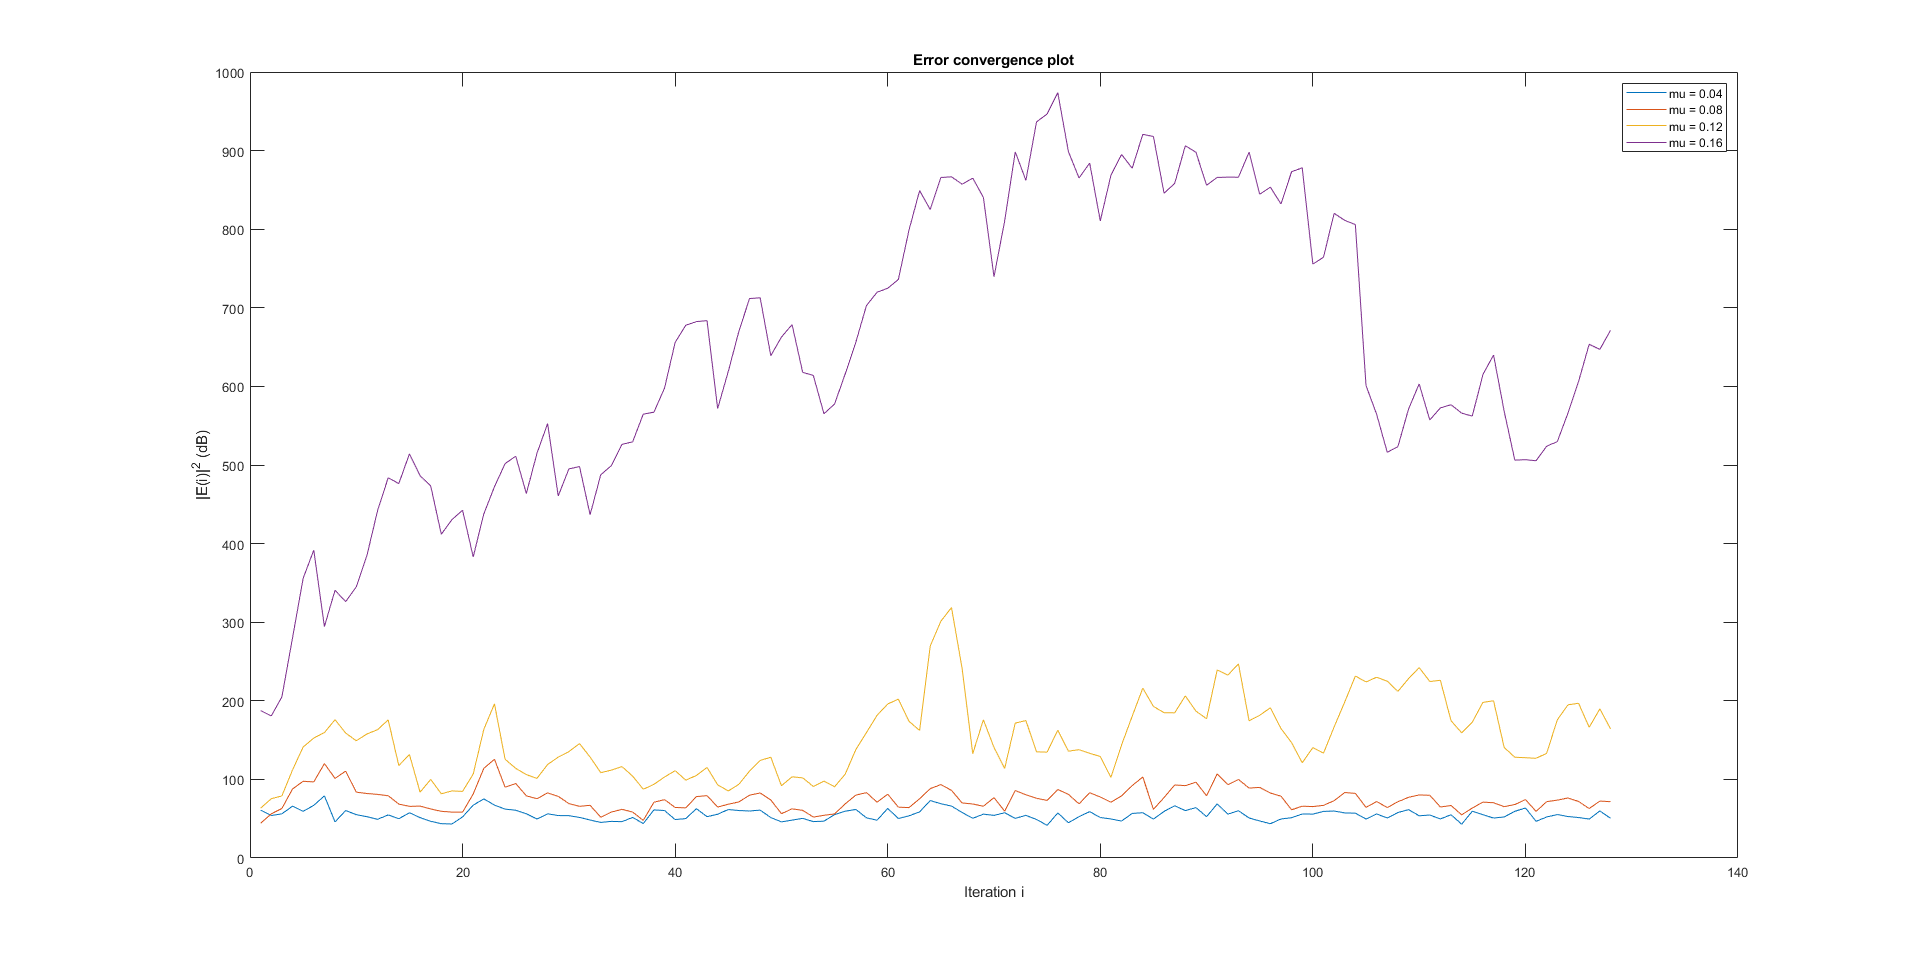 Error convergence plot
1000
900
800
700
600
500
400
300
200
100
0
|E(i)|² (dB)
mu = 0.04
mu = 0.08
mu = 0.12
mu = 0.16
0 20 40 60 80 100 120 140
Iteration i